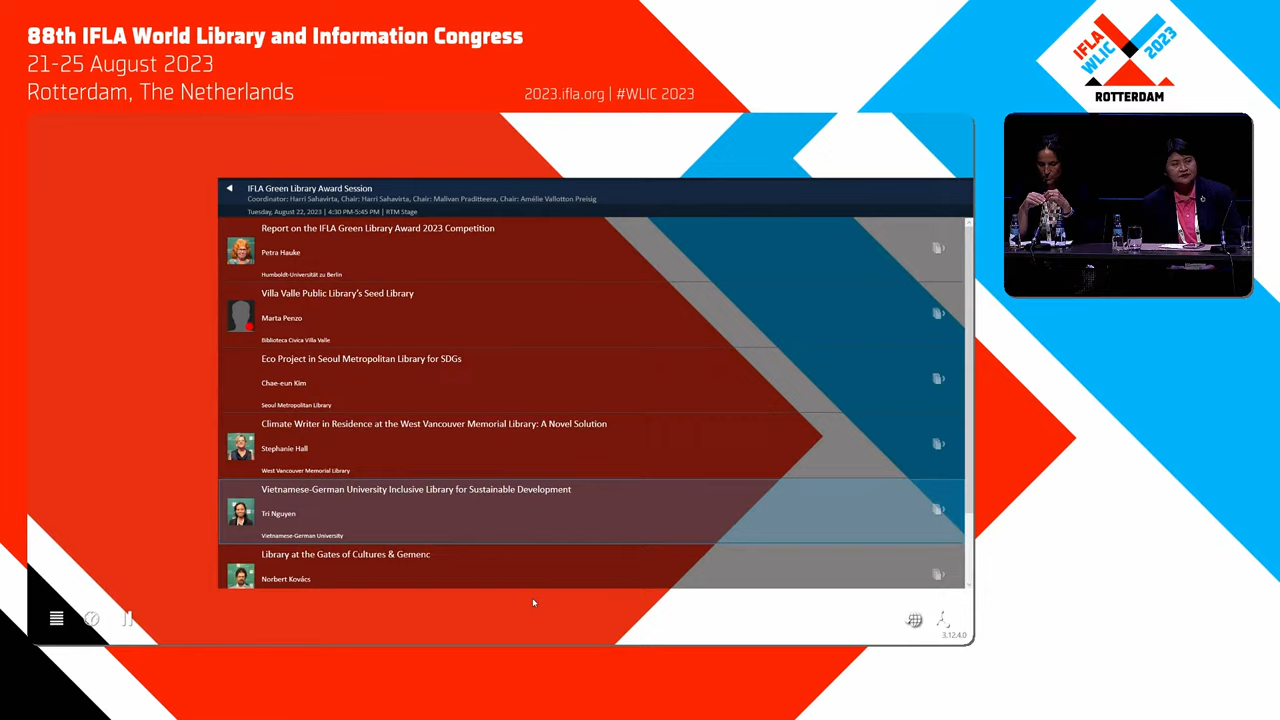 88th IFLA World Library and Information Congress
21-25 August 2023
Rotterdam, The Netherlands
2023.ifla.org | #WLIC 2023
IFLA
WLIC
2023
ROTTERDAM
IFLA Green Library Award Session
Coordinator: Harri Sahavirta, Chair: Harri Sahavirta, Chair: Malivan Praditteera, Chair: Amélie Vallotton Preisig
Tuesday, August 22, 2023 | 4:30 PM-5:45 PM | RTM Stage
Report on the IFLA Green Library Award 2023 Competition
Petra Hauke
Humboldt-Universität zu Berlin
Villa Valle Public Library's Seed Library
Marta Penzo
Biblioteca Civica Villa Valle
Eco Project in Seoul Metropolitan Library for SDGs
Chae-eun Kim
Seoul Metropolitan Library
Climate Writer in Residence at the West Vancouver Memorial Library: A Novel Solution
Stephanie Hall
West Vancouver Memorial Library
Vietnamese-German University Inclusive Library for Sustainable Development
Tri Nguyen
Vietnamese-German University
Library at the Gates of Cultures & Gemenc
Norbert Kovács
3.12.4.0